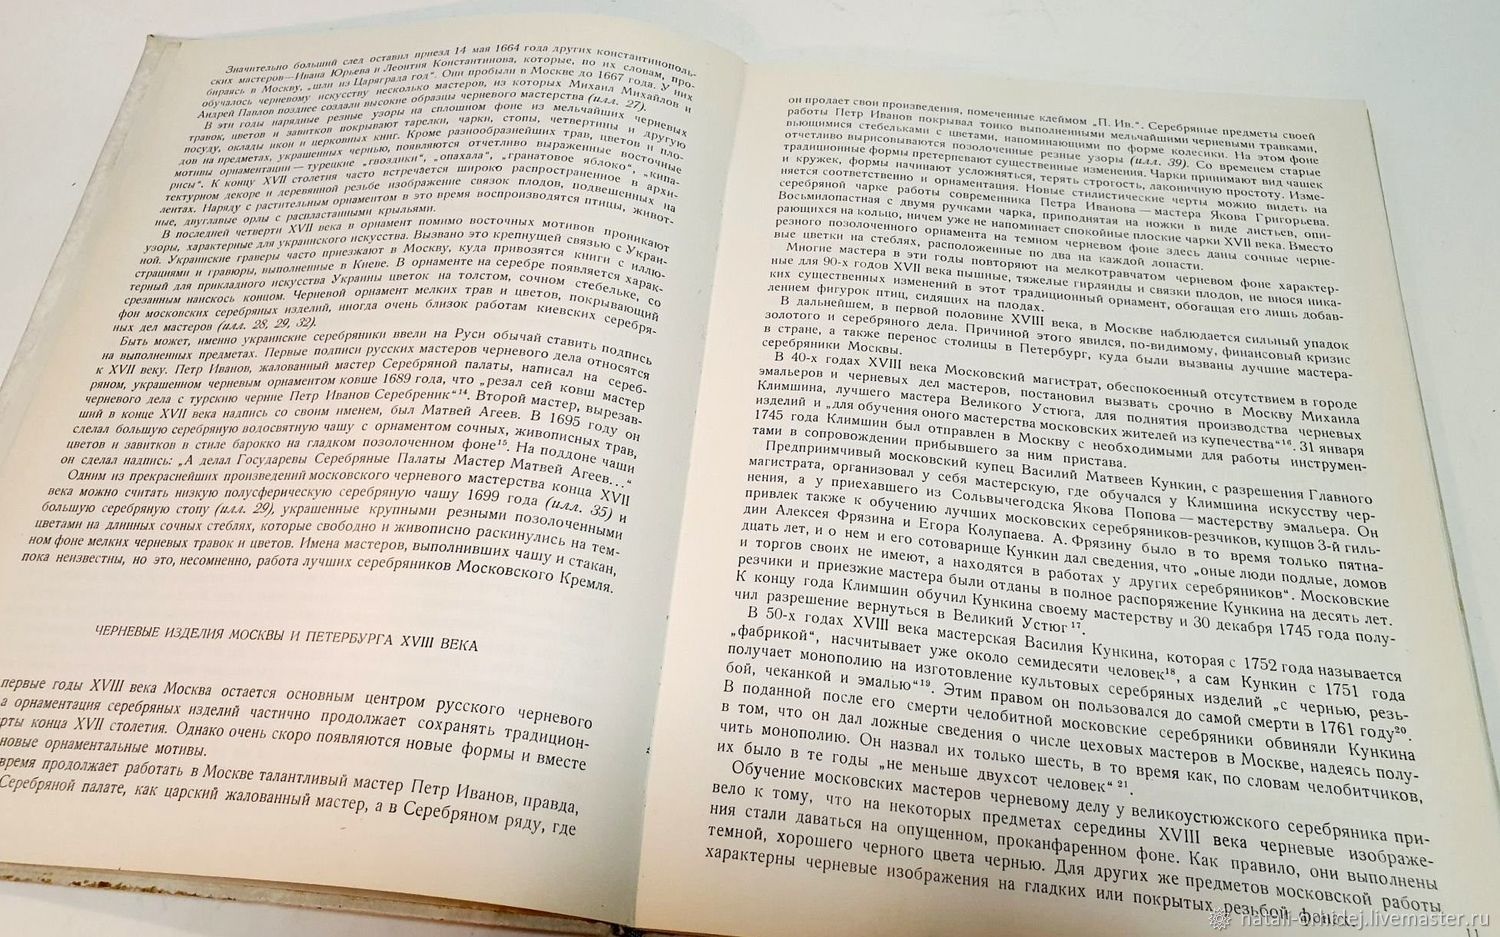 Значительно больший след оставил приезд 14 мая 1664 года других константинополь-
ских мастеров—Ивана Юрьева и Леонтия Константинова, которые, по их словам, про-
бираясь в Москву, „шли из Царяграда год“. Они пробыли в Москве до 1667 года. У них
обучалось черневому искусству несколько мастеров, из которых Михаил Михайлов и
Андрей Павлов позднее создали высокие образцы черневого мастерства (илл. 27).
В эти годы нарядные резные узоры на сплошном фоне из мельчайших черневых
травок, цветов и завитков покрывают тарелки, чарки, стопы, четвертины и другую
посуду, оклады икон и церковных книг. Кроме разнообразнейших трав, цветов и пло-
дов на предметах, украшенных чернью, появляются отчетливо выраженные восточные
мотивы орнаментации—турецкие „гвоздики“, „опахала“, „гранатовое яблоко“, „кипа-
рисы“. К концу XVII столетия часто встречается широко распространенное в архи-
тектурном декоре и деревянной резьбе изображение связок плодов, подвешенных на
лентах. Наряду с растительным орнаментом в это время воспроизводятся птицы, живот-
ные, двуглавые орлы с распластанными крыльями.
В последней четверти XVII века в орнамент помимо восточных мотивов проникают
узоры, характерные для украинского искусства. Вызвано это крепнущей связью с Украи-
ной. Украинские граверы часто приезжают в Москву, куда привозятся книги с иллю-
страциями и гравюры, выполненные в Киеве. В орнаменте на серебре появляется харак-
терный для прикладного искусства Украины цветок на толстом, сочном стебельке, со
срезанным наискось концом. Черневой орнамент мелких трав и цветов, покрывающий
фон московских серебряных изделий, иногда очень близок работам киевских серебря-
ных дел мастеров (илл. 28, 29, 32).
Быть может, именно украинские серебряники ввели на Руси обычай ставить подпись
на выполненных предметах. Первые подписи русских мастеров черневого дела относятся
к XVII веку. Петр Иванов, жалованный мастер Серебряной палаты, написал на сереб-
ряном, украшенном черневым орнаментом ковше 1689 года, что „резал сей ковш мастер
черневого дела с турскию черние Петр Иванов Серебреник“¹⁴. Второй мастер, вырезав-
ший в конце XVII века надпись со своим именем, был Матвей Агеев. В 1695 году он
сделал большую серебряную водосвятную чашу с орнаментом сочных, живописных трав,
цветов и завитков в стиле барокко на гладком позолоченном фоне¹⁵. На поддоне чаши
он сделал надпись: „А делал Государевы Серебряные Палаты Мастер Матвей Агеев...“
Одним из прекраснейших произведений московского черневого мастерства конца XVII
века можно считать низкую полусферическую серебряную чашу 1699 года (илл. 35) и
большую серебряную стопу (илл. 29), украшенные крупными резными позолоченными
цветами на длинных сочных стеблях, которые свободно и живописно раскинулись на тем-
ном фоне мелких черневых травок и цветов. Имена мастеров, выполнивших чашу и стакан,
пока неизвестны, но это, несомненно, работа лучших серебряников Московского Кремля.
ЧЕРНЕВЫЕ ИЗДЕЛИЯ МОСКВЫ И ПЕТЕРБУРГА XVIII ВЕКА
первые годы XVIII века Москва остается основным центром русского черневого
а орнаментация серебряных изделий частично продолжает сохранять традицион-
рты конца XVII столетия. Однако очень скоро появляются новые формы и вместе
новые орнаментальные мотивы.
время продолжает работать в Москве талантливый мастер Петр Иванов, правда,
Серебряной палате, как царский жалованный мастер, а в Серебряном ряду, где
он продает свои произведения, помеченные клеймом „П. Ив.“. Серебряные предметы своей
работы Петр Иванов покрывал тонко выполненными мельчайшими черневыми травками,
вьющимися стебельками с цветами, напоминающими по форме колесики. На этом фоне
отчетливо вырисовываются позолоченные резные узоры (илл. 39). Со временем старые
традиционные формы претерпевают существенные изменения. Чарки принимают вид чашек
и кружек, формы начинают усложняться, терять строгость, лаконичную простоту. Изме-
няется соответственно и орнаментация. Новые стилистические черты можно видеть на
серебряной чарке работы современника Петра Иванова—мастера Якова Григорьева.
Восьмилопастная с двумя ручками чарка, приподнятая на ножки в виде листьев, опи-
рающихся на кольцо, ничем уже не напоминает спокойные плоские чарки XVII века. Вместо
резного позолоченного орнамента на темном черневом фоне здесь даны сочные черне-
вые цветки на стеблях, расположенные по два на каждой лопасти.
Многие мастера в эти годы повторяют на мелкотравчатом черневом фоне характер-
ные для 90-х годов XVII века пышные, тяжелые гирлянды и связки плодов, не внося ника-
ких существенных изменений в этот традиционный орнамент, обогащая его лишь добав-
лением фигурок птиц, сидящих на плодах.
В дальнейшем, в первой половине XVIII века, в Москве наблюдается сильный упадок
золотого и серебряного дела. Причиной этого явился, по-видимому, финансовый кризис
в стране, а также перенос столицы в Петербург, куда были вызваны лучшие мастера-
серебряники Москвы.
В 40-х годах XVIII века Московский магистрат, обеспокоенный отсутствием в городе
эмальеров и черневых дел мастеров, постановил вызвать срочно в Москву Михаила
Климшина, лучшего мастера Великого Устюга, для поднятия производства черневых
изделий и „для обучения оного мастерства московских жителей из купечества“¹⁶. 31 января
1745 года Климшин был отправлен в Москву с необходимыми для работы инструмен-
тами в сопровождении прибывшего за ним пристава.
Предприимчивый московский купец Василий Матвеев Кункин, с разрешения Главного
магистрата, организовал у себя мастерскую, где обучался у Климшина искусству чер-
нения, а у приехавшего из Сольвычегодска Якова Попова—мастерству эмальера. Он
привлек также к обучению лучших московских серебряников-резчиков, купцов 3-й гиль-
дии Алексея Фрязина и Егора Колупаева. А. Фрязину было в то время только пятна-
дцать лет, и о нем и его сотоварище Кункин дал сведения, что „оные люди подлые, домов
и торгов своих не имеют, а находятся в работах у других серебряников“. Московские
резчики и приезжие мастера были отданы в полное распоряжение Кункина на десять лет.
К концу года Климшин обучил Кункина своему мастерству и 30 декабря 1745 года полу-
чил разрешение вернуться в Великий Устюг¹⁷.
В 50-х годах XVIII века мастерская Василия Кункина, которая с 1752 года называется
„фабрикой“, насчитывает уже около семидесяти человек¹⁸, а сам Кункин с 1751 года
получает монополию на изготовление культовых серебряных изделий „с чернью, резь-
бой, чеканкой и эмалью“¹⁹. Этим правом он пользовался до самой смерти в 1761 году²⁰.
В поданной после его смерти челобитной московские серебряники обвиняли Кункина
в том, что он дал ложные сведения о числе цеховых мастеров в Москве, надеясь полу-
чить монополию. Он назвал их только шесть, в то время как, по словам челобитчиков,
их было в те годы „не меньше двухсот человек“²¹.
Обучение московских мастеров черневому делу у великоустюжского серебряника при-
вело к тому, что на некоторых предметах середины XVIII века черневые изображе-
ния стали даваться на опущенном, проканфаренном фоне. Как правило, они выполнены
темной, хорошего черного цвета чернью. Для других же предметов московской работы
характерны черневые изображения на гладких или покрытых резьбой фонах.
11
natali-ornidej.livemaster.ru